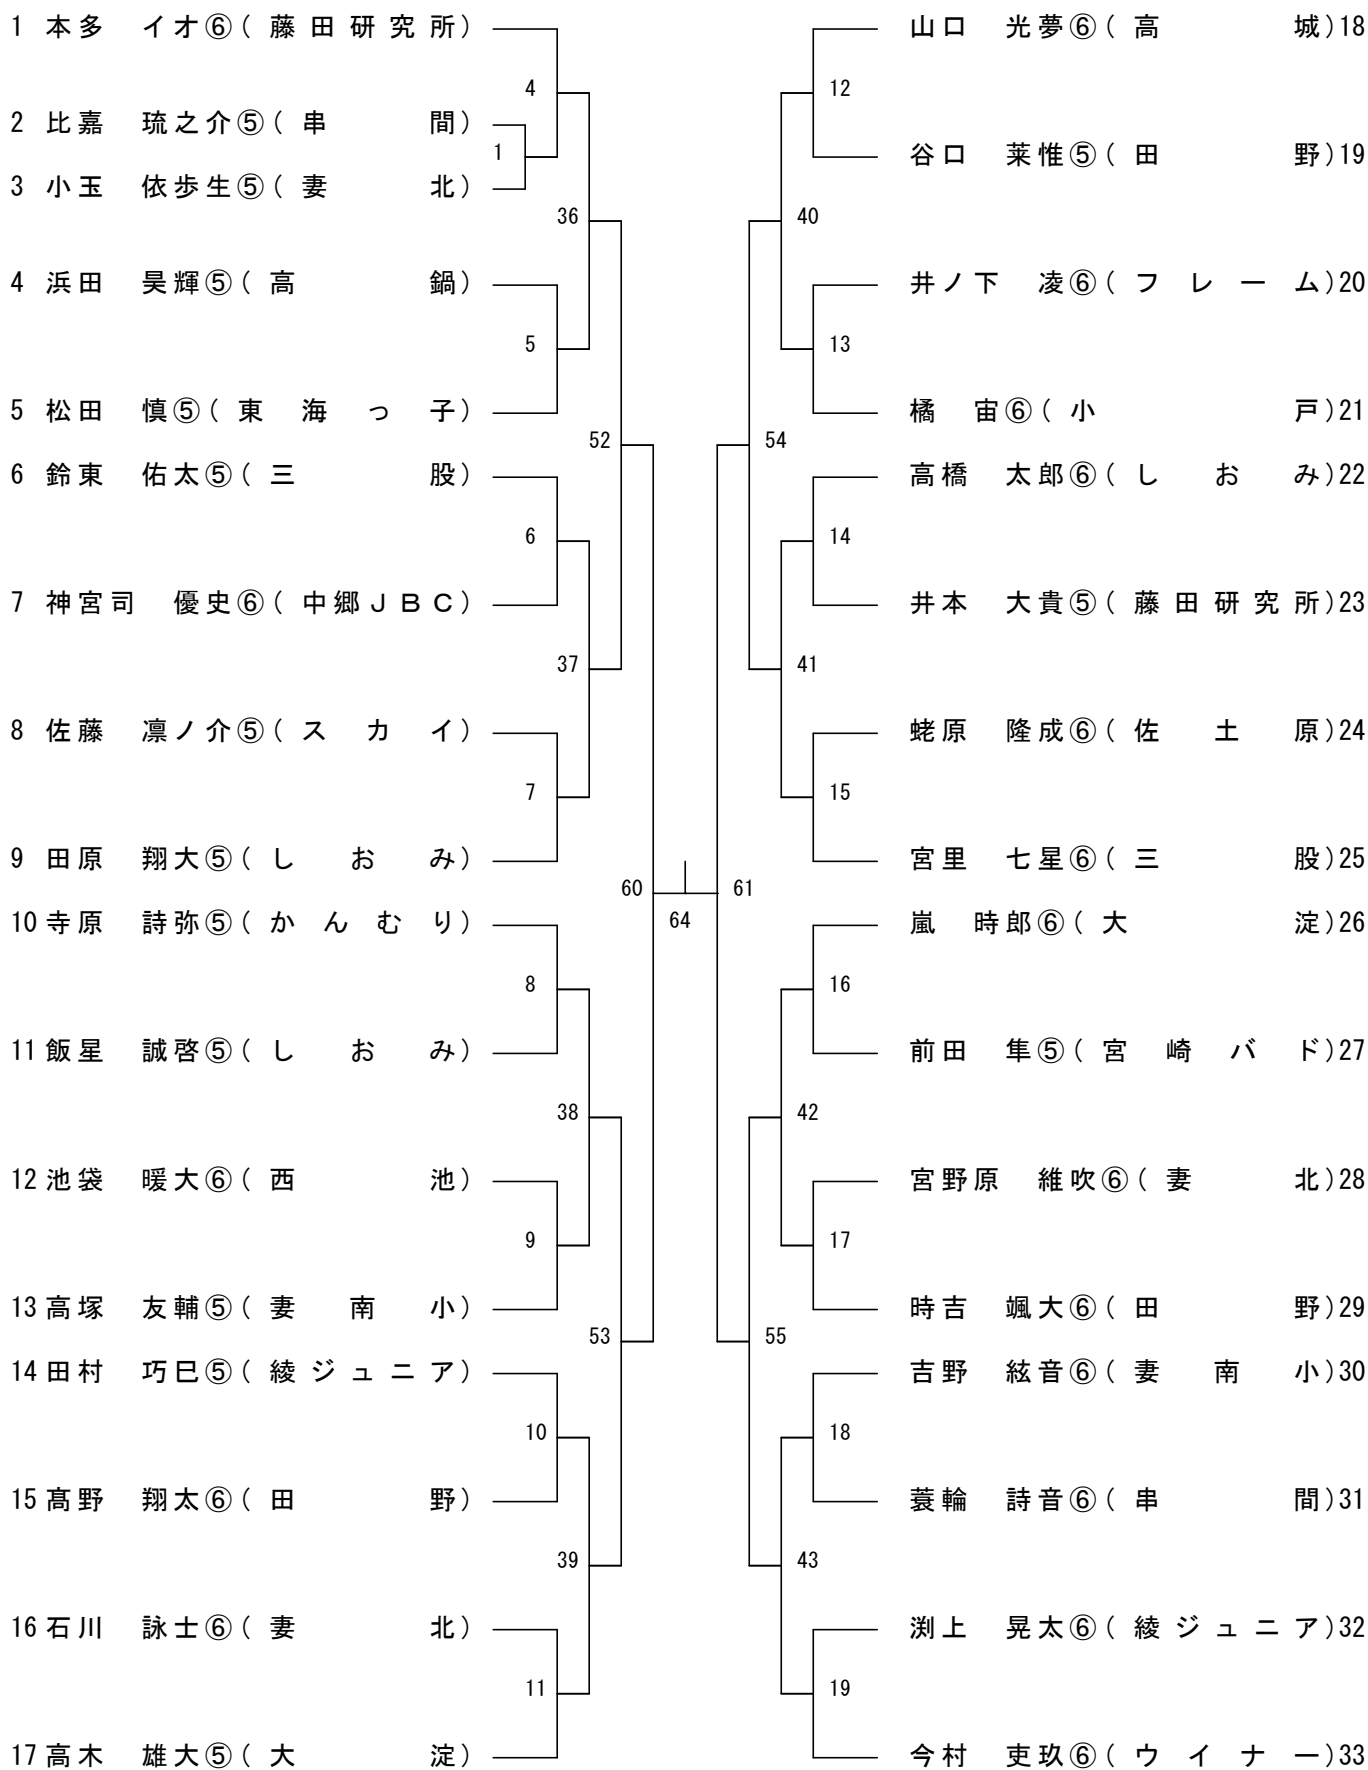 1 本多 イオ⑥( 藤田研究所)
4
2 比嘉 琉之介⑤( 串 間)
1
3 小玉 依歩生⑤( 妻 北)
36
4 浜田 昊輝⑤( 高 鍋)
5
5 松田 慎⑤( 東 海 っ 子)
52
6 鈴東 佑太⑤( 三 股)
6
7 神宮司 優史⑥( 中郷JBC)
37
8 佐藤 凛ノ介⑤( ス カ イ)
7
9 田原 翔大⑤( し お み)
60
10 寺原 詩弥⑤( か ん む り)
8
11 飯星 誠啓⑤( し お み)
38
12 池袋 暖大⑥( 西 池)
9
13 高塚 友輔⑤( 妻 南 小)
53
14 田村 巧巳⑤( 綾ジュニア)
10
15 髙野 翔太⑥( 田 野)
39
16 石川 詠士⑥( 妻 北)
11
17 高木 雄大⑤( 大 淀)
64
山口 光夢⑥( 高 城)18
12
谷口 莱惟⑤( 田 野)19
40
井ノ下 凌⑥( フ レ ー ム)20
13
橘 宙⑥( 小 戸)21
54
高橋 太郎⑥( し お み)22
14
井本 大貴⑤( 藤田研究所)23
41
蛯原 隆成⑥( 佐 土 原)24
15
宮里 七星⑥( 三 股)25
61
嵐 時郎⑥( 大 淀)26
16
前田 隼⑤( 宮 崎 バ ド)27
42
宮野原 維吹⑥( 妻 北)28
17
時吉 颯大⑥( 田 野)29
55
吉野 絃音⑥( 妻 南 小)30
18
蓑輪 詩音⑥( 串 間)31
43
渕上 晃太⑥( 綾ジュニア)32
19
今村 吏玖⑥( ウ イ ナ ー)33